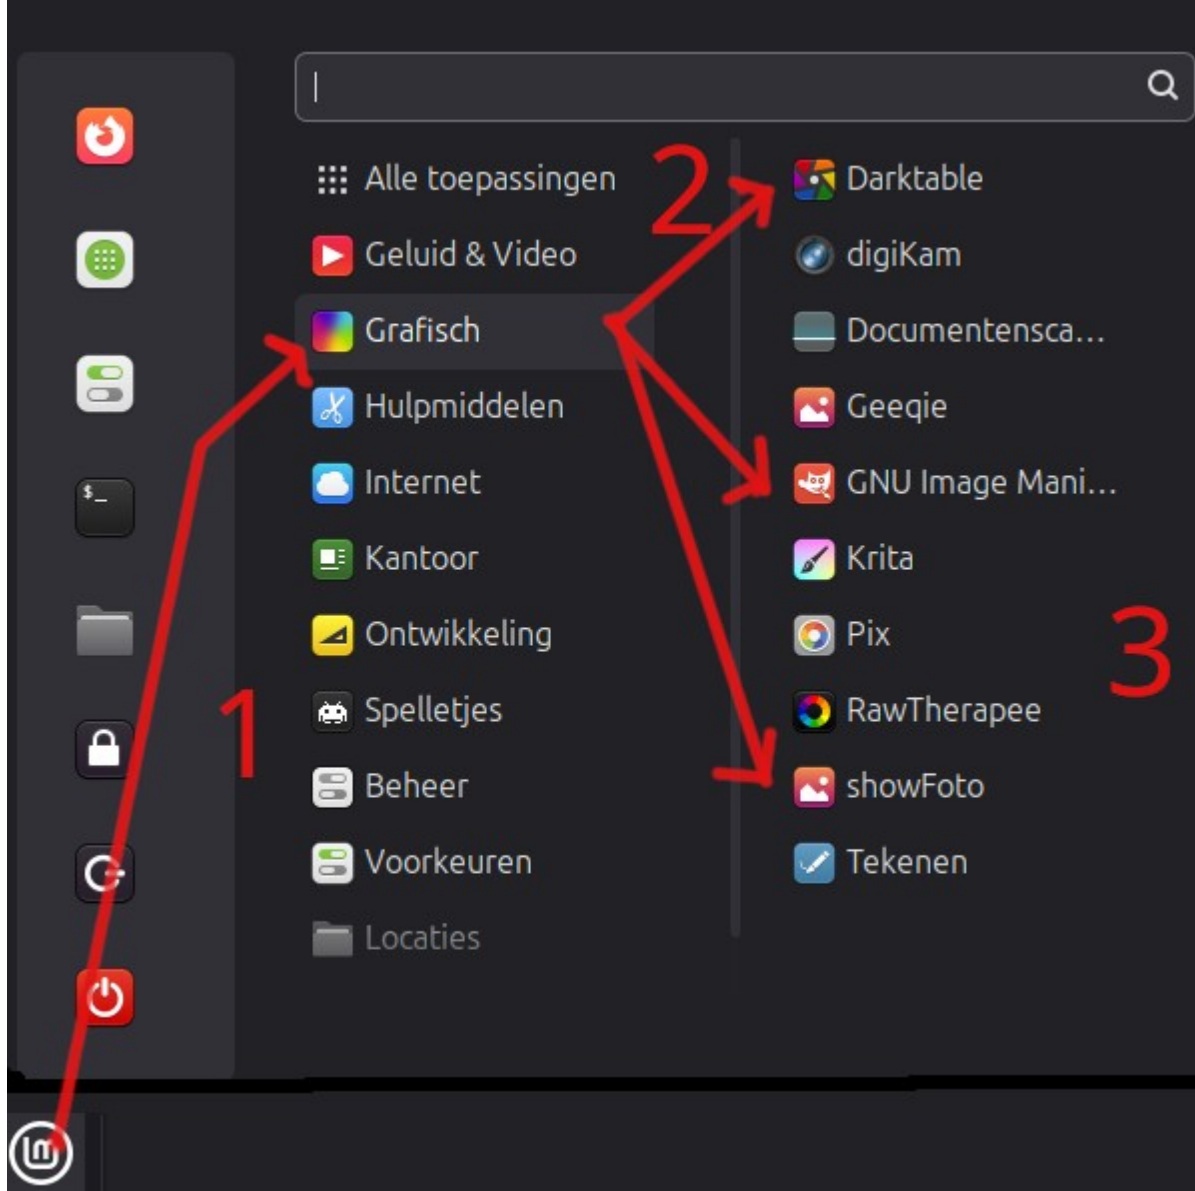 Alle toepassingen
Geluid & Video
Grafisch
Hulpmiddelen
Internet
Kantoor
Ontwikkeling
Spelletjes
Beheer
Voorkeuren
Locaties
Darktable
digiKam
Documentensca...
Geeqie
GNU Image Mani...
Krita
Pix
RawTherapee
showFoto
Tekenen
1
2
3
$_